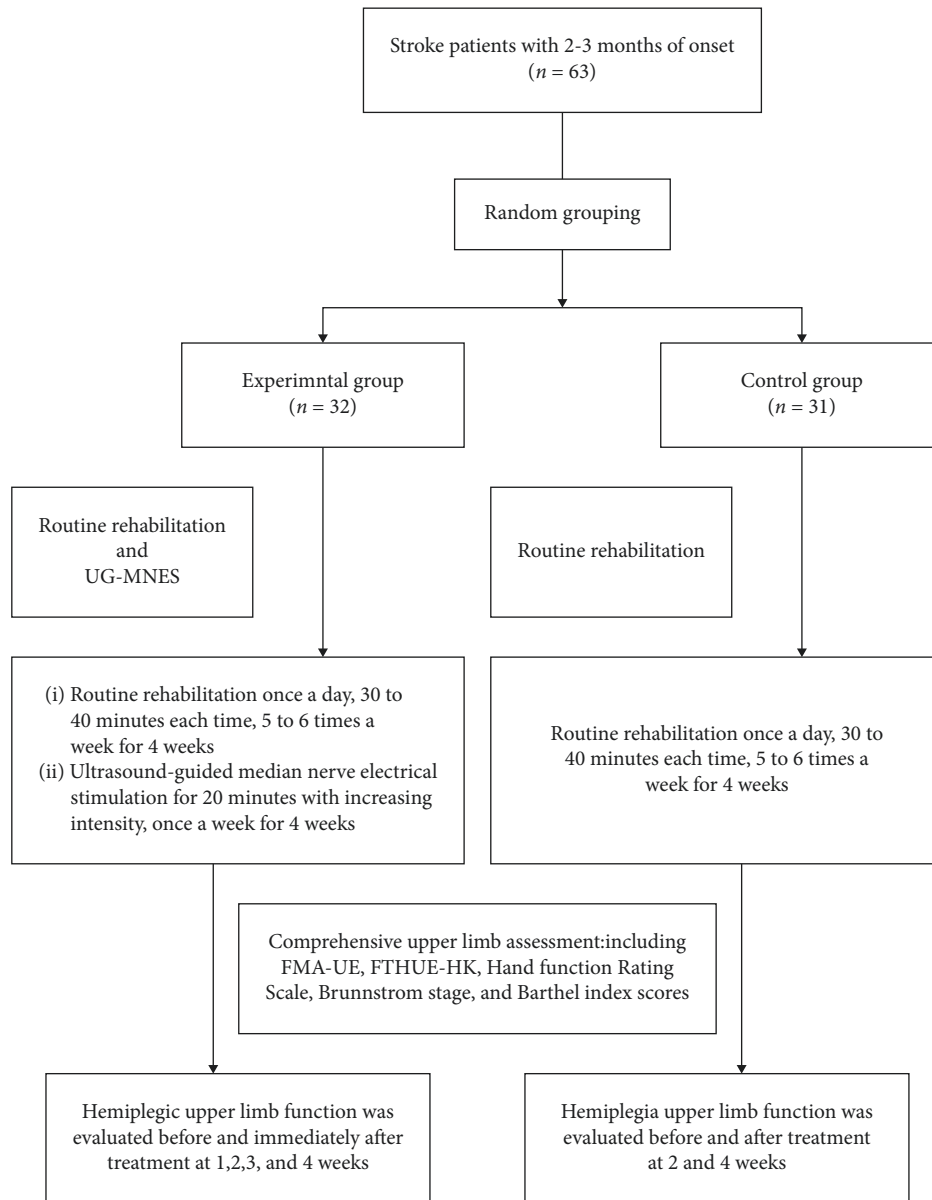 Stroke patients with 2-3 months of onset
(n = 63)
Random grouping
Experimntal group
(n = 32)
Control group
(n = 31)
Routine rehabilitation
and
UG-MNES
Routine rehabilitation
(i) Routine rehabilitation once a day, 30 to
40 minutes each time, 5 to 6 times a
week for 4 weeks
(ii) Ultrasound-guided median nerve electrical
stimulation for 20 minutes with increasing
intensity, once a week for 4 weeks
Routine rehabilitation once a day, 30 to
40 minutes each time, 5 to 6 times a
week for 4 weeks
Comprehensive upper limb assessment:including
FMA-UE, FTHUE-HK, Hand function Rating
Scale, Brunnstrom stage, and Barthel index scores
Hemiplegic upper limb function was
evaluated before and immediately after
treatment at 1,2,3, and 4 weeks
Hemiplegia upper limb function was
evaluated before and after treatment
at 2 and 4 weeks